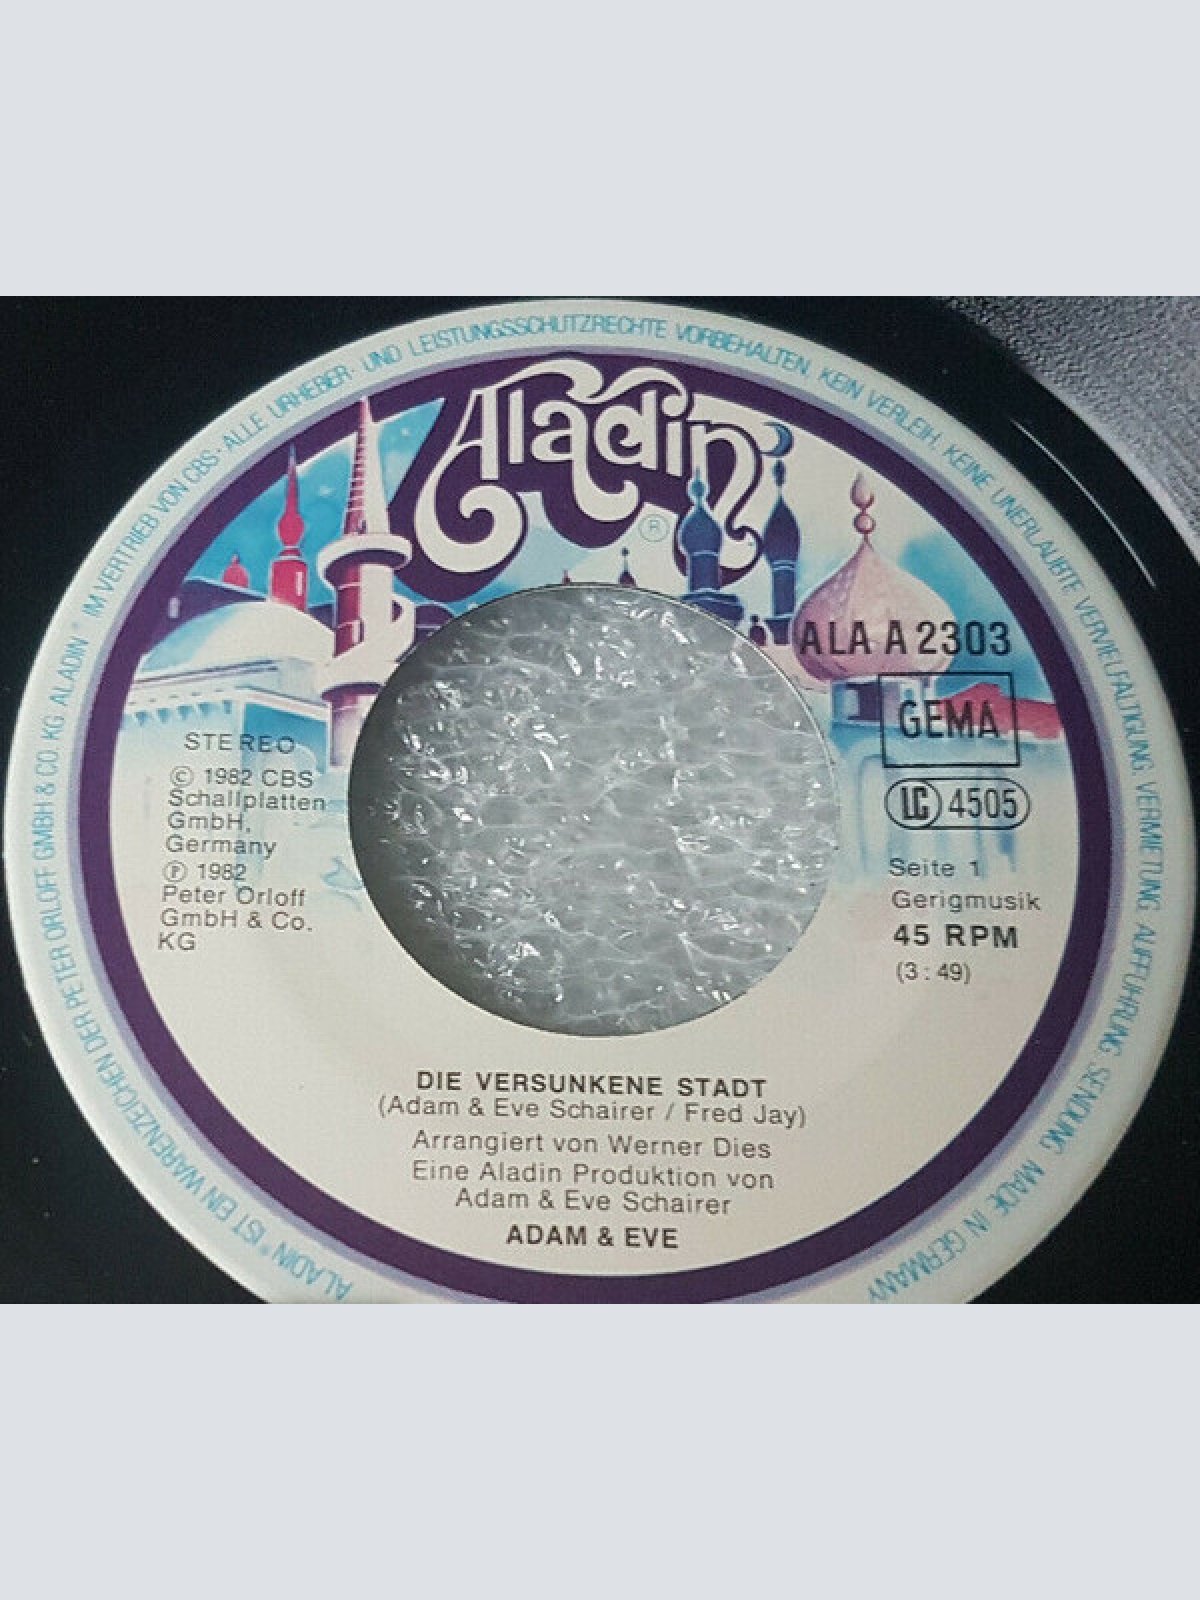 ALADIN® IST EIN WARENZEICHEN DER PETER ORLOFF GMBH & CO. KG ALADIN® IM VERTRIEB VON CBS · ALLE URHEBER- UND LEISTUNGSSCHUTZRECHTE VORBEHALTEN. KEIN VERLEIH, KEINE UNERLAUBTE VERVIELFÄLTIGUNG, VERMIETUNG, AUFFÜHRUNG, SENDUNG. MADE IN GERMANY
Aladin
®
ALA A 2303
GEMA
LC 4505
Seite 1
Gerigmusik
45 RPM
(3:49)
STEREO
© 1982 CBS
Schallplatten
GmbH,
Germany
℗ 1982
Peter Orloff
GmbH & Co.
KG
DIE VERSUNKENE STADT
(Adam & Eve Schairer / Fred Jay)
Arrangiert von Werner Dies
Eine Aladin Produktion von
Adam & Eve Schairer
ADAM & EVE